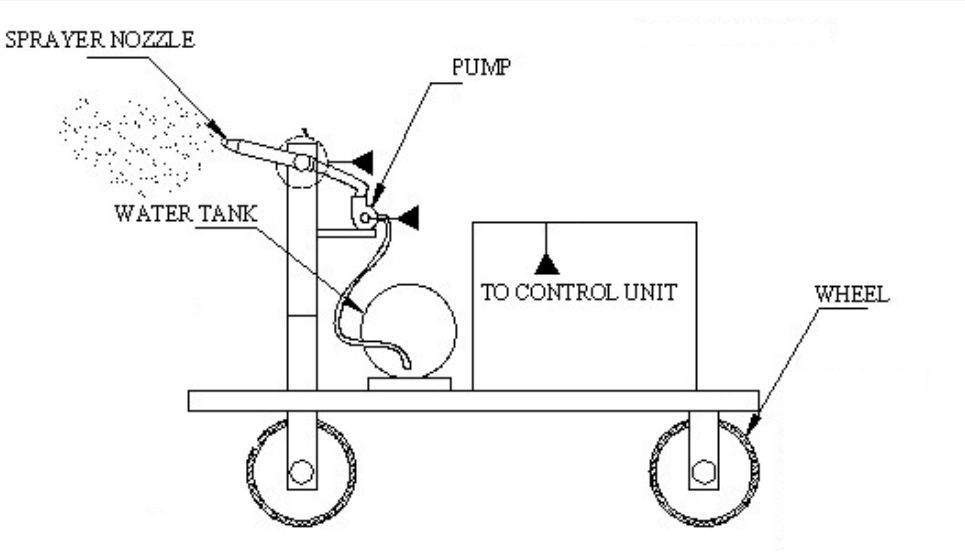 SPRAYER NOZZLE
PUMP
WATER TANK
TO CONTROL UNIT
WHEEL